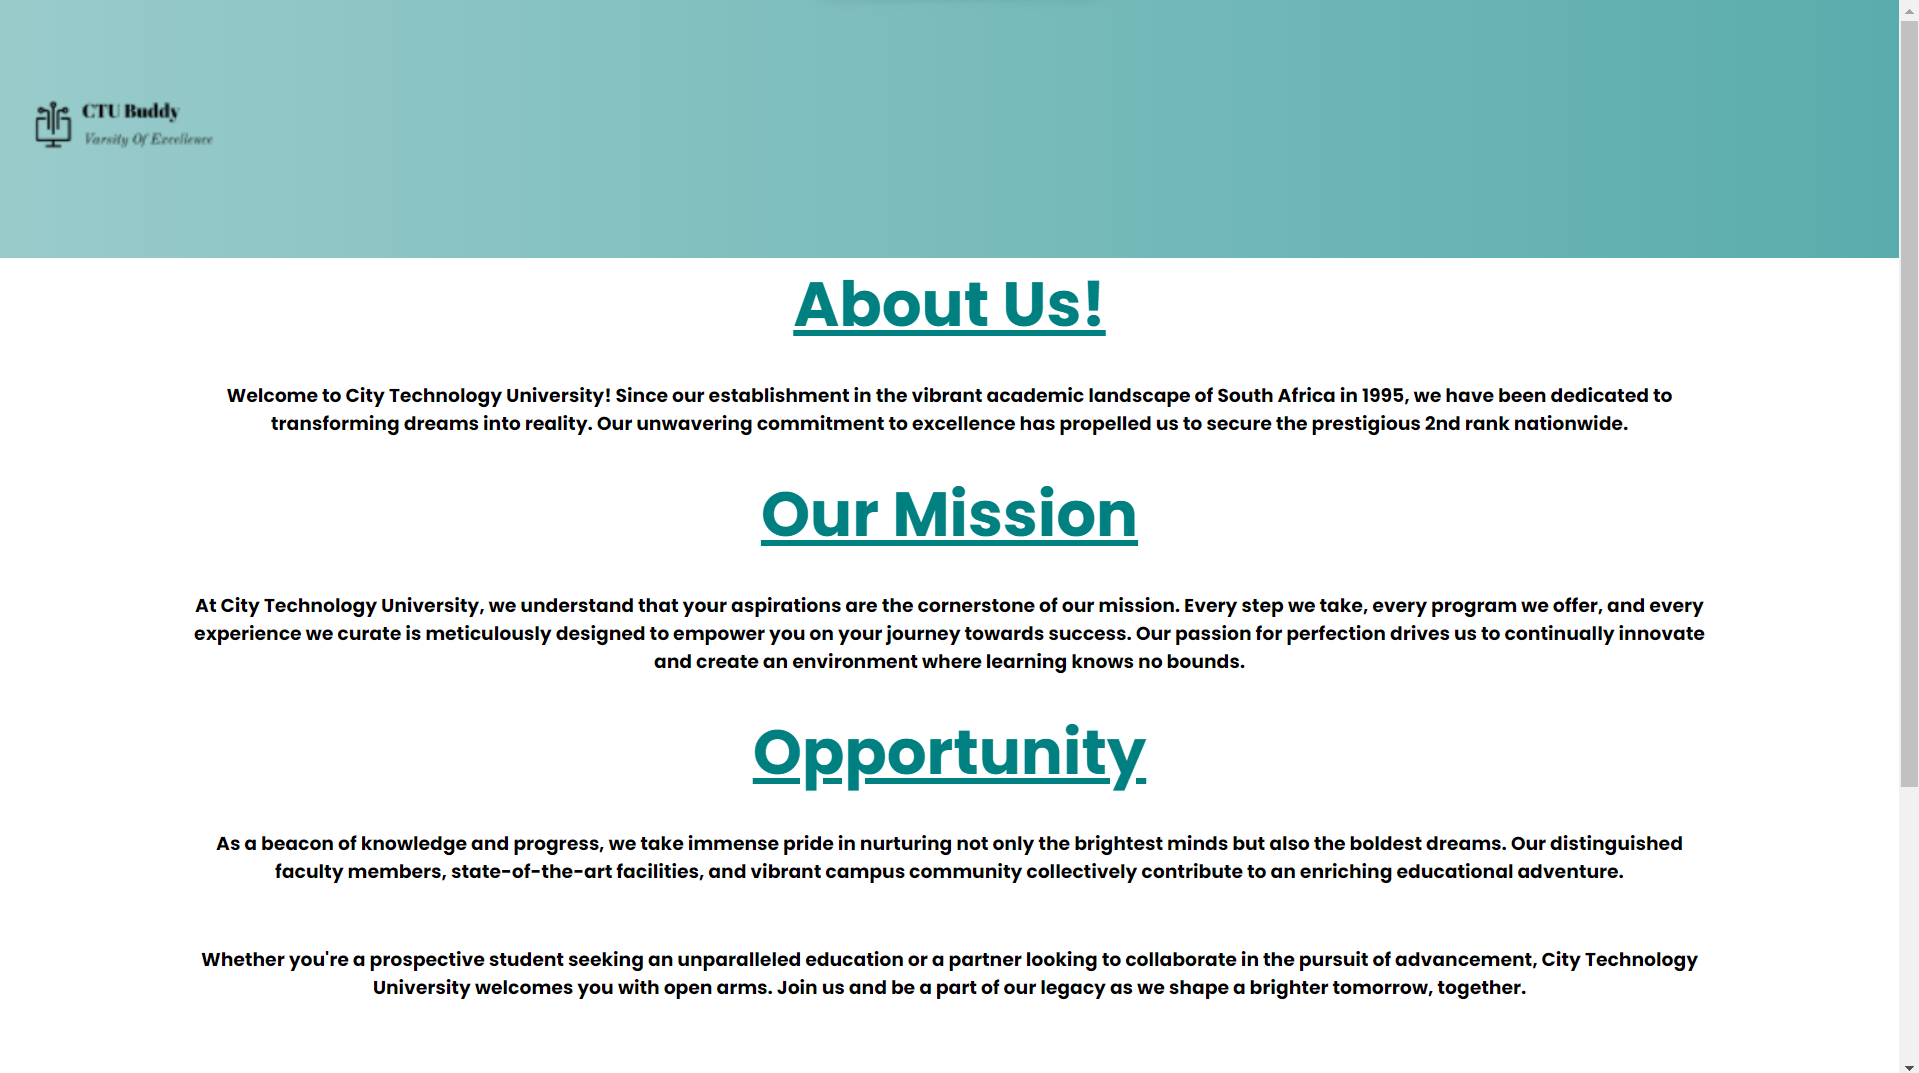 CTU Buddy
Varsity Of Excellence
About Us!
Welcome to City Technology University! Since our establishment in the vibrant academic landscape of South Africa in 1995, we have been dedicated to
transforming dreams into reality. Our unwavering commitment to excellence has propelled us to secure the prestigious 2nd rank nationwide.
Our Mission
At City Technology University, we understand that your aspirations are the cornerstone of our mission. Every step we take, every program we offer, and every
experience we curate is meticulously designed to empower you on your journey towards success. Our passion for perfection drives us to continually innovate
and create an environment where learning knows no bounds.
Opportunity
As a beacon of knowledge and progress, we take immense pride in nurturing not only the brightest minds but also the boldest dreams. Our distinguished
faculty members, state-of-the-art facilities, and vibrant campus community collectively contribute to an enriching educational adventure.
Whether you're a prospective student seeking an unparalleled education or a partner looking to collaborate in the pursuit of advancement, City Technology
University welcomes you with open arms. Join us and be a part of our legacy as we shape a brighter tomorrow, together.